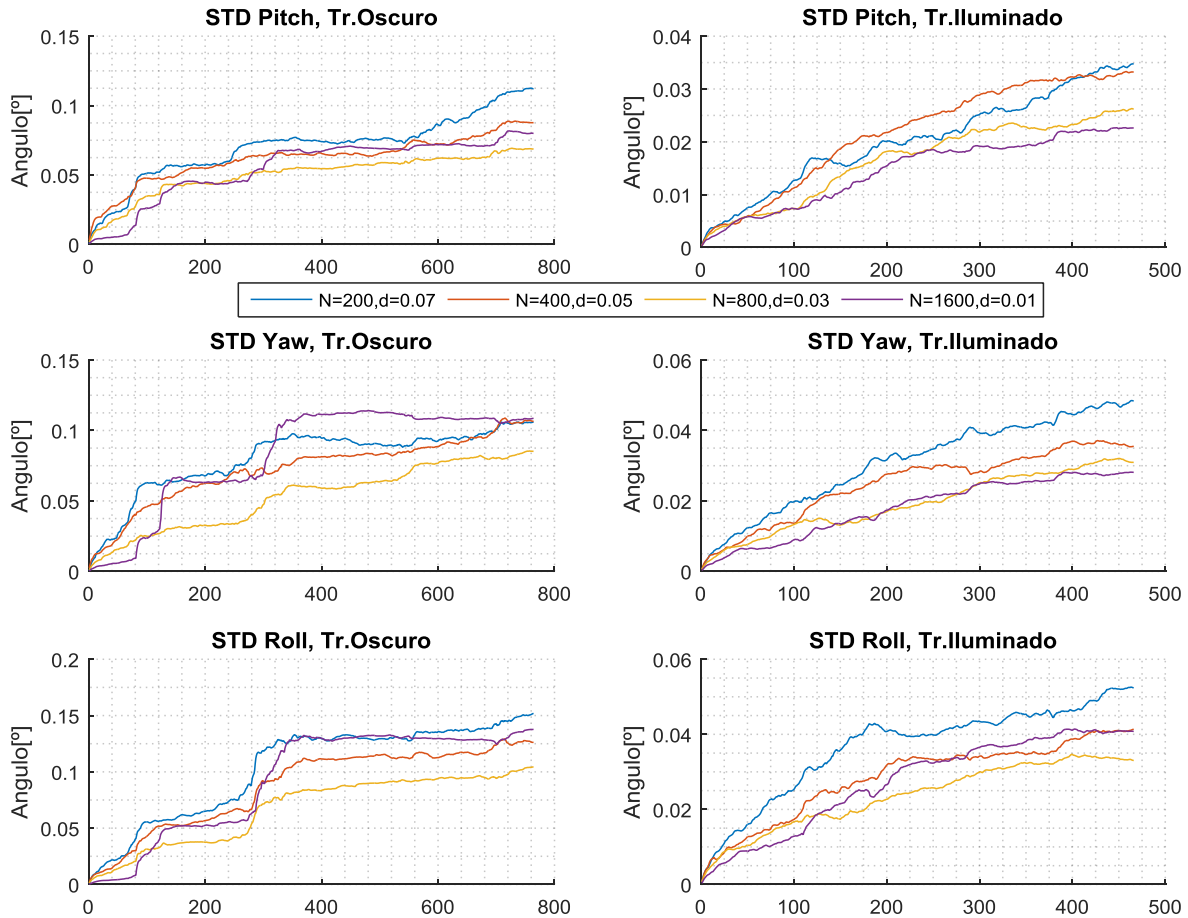 STD Pitch, Tr.Oscuro
0.15
0.1
0.05
0
Angulo[º]
0 200 400 600 800
STD Pitch, Tr.Iluminado
0.04
0.03
0.02
0.01
0
Angulo[º]
0 100 200 300 400 500
N=200,d=0.07 N=400,d=0.05 N=800,d=0.03 N=1600,d=0.01
STD Yaw, Tr.Oscuro
0.15
0.1
0.05
0
Angulo[º]
0 200 400 600 800
STD Yaw, Tr.Iluminado
0.06
0.04
0.02
0
Angulo[º]
0 100 200 300 400 500
STD Roll, Tr.Oscuro
0.2
0.15
0.1
0.05
0
Angulo[º]
0 200 400 600 800
STD Roll, Tr.Iluminado
0.06
0.04
0.02
0
Angulo[º]
0 100 200 300 400 500